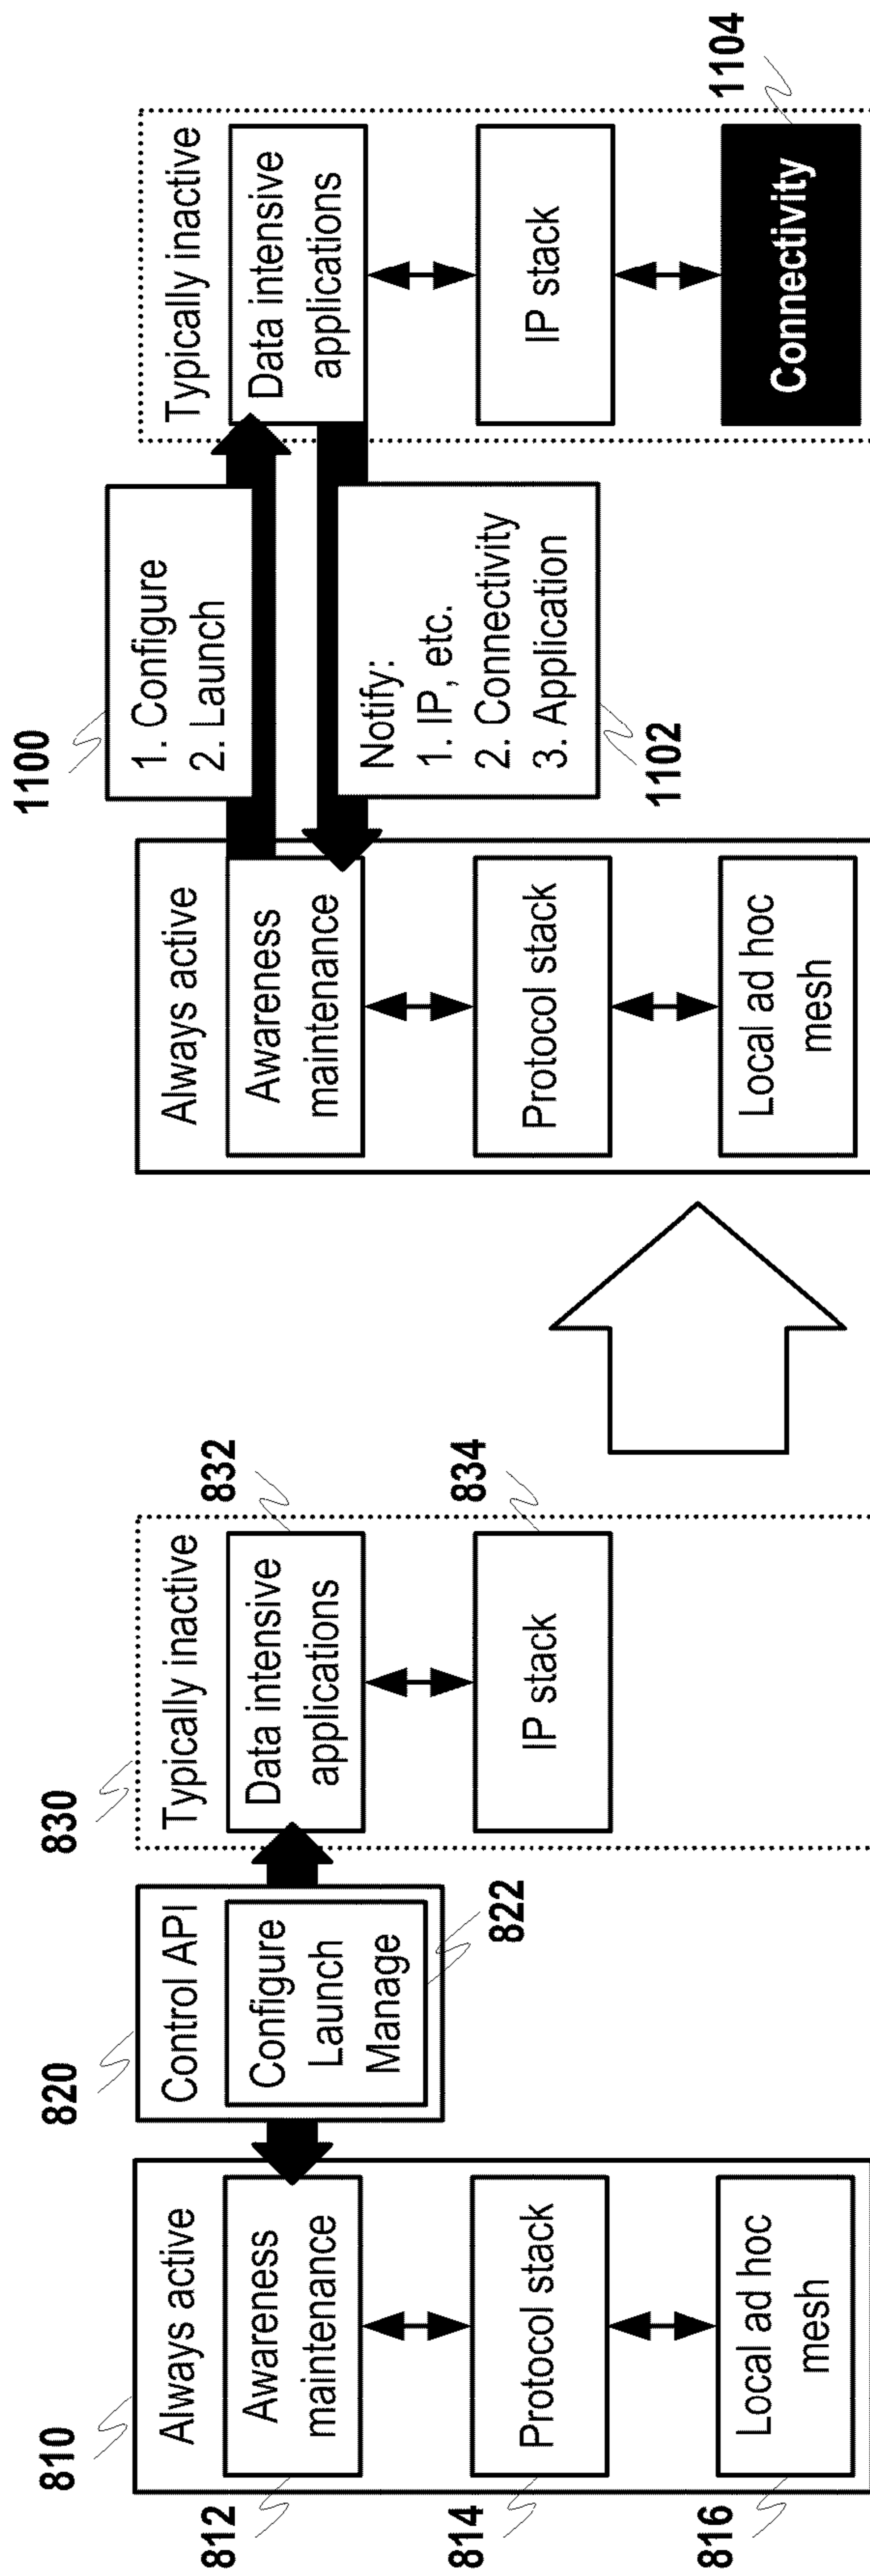 810
Always active
812
Awareness
maintenance
814
Protocol stack
816
Local ad hoc
mesh
820
Control API
Configure
Launch
Manage
822
830
Typically inactive
832
Data intensive
applications
834
IP stack
Always active
Awareness
maintenance
Protocol stack
Local ad hoc
mesh
1100
1. Configure
2. Launch
Notify:
1. IP, etc.
2. Connectivity
3. Application
1102
Typically inactive
Data intensive
applications
IP stack
1104
Connectivity